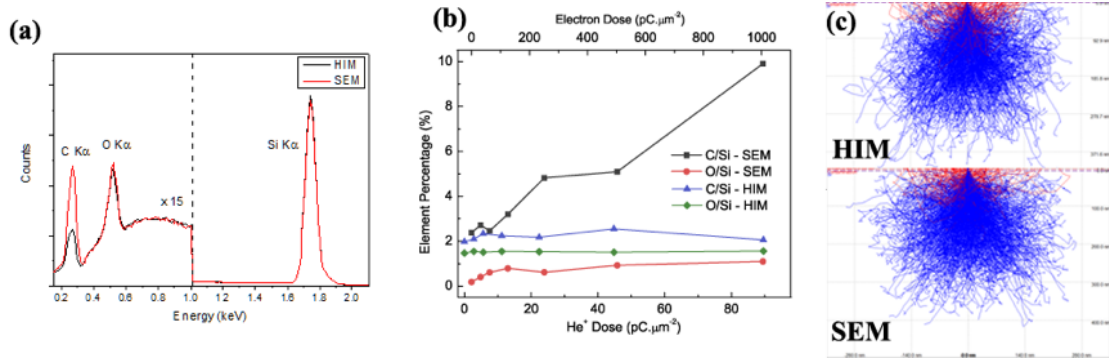 (a)
HIM
SEM
C Kα
O Kα
Si Kα
x 15
Counts
0.2 0.4 0.6 0.8 1.0 1.2 1.4 1.6 1.8 2.0
Energy (keV)
(b)
Electron Dose (pC.μm⁻²)
0 200 400 600 800 1000
10
8
6
4
2
0
Element Percentage (%)
C/Si - SEM
O/Si - SEM
C/Si - HIM
O/Si - HIM
0 20 40 60 80
He⁺ Dose (pC.μm⁻²)
(c)
HIM
SEM